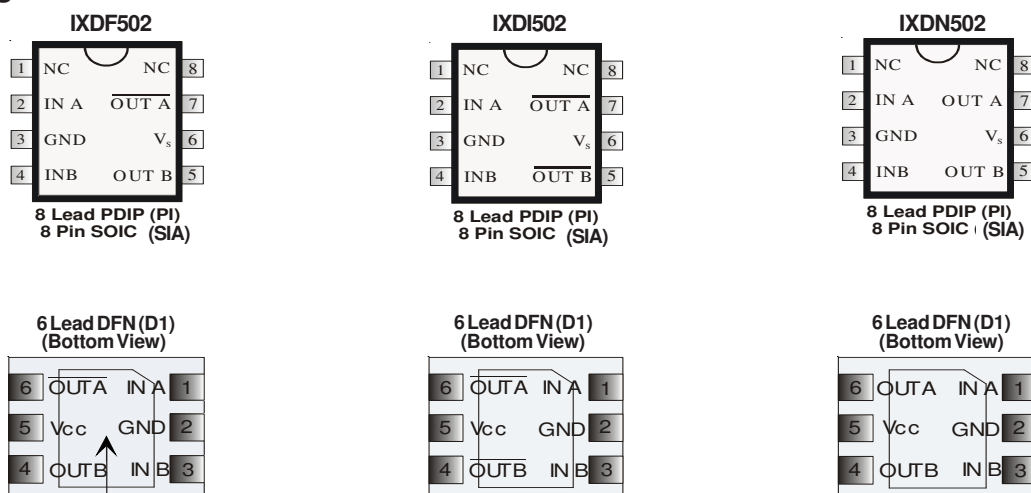 IXDF502 IXDI502 IXDN502
1 NC NC 8 1 NC NC 8 1 NC NC 8
2 IN A OUT A 7 2 IN A OUT A 7 2 IN A OUT A 7
3 GND Vs 6 3 GND Vs 6 3 GND Vs 6
4 INB OUT B 5 4 INB OUT B 5 4 INB OUT B 5
8 Lead PDIP (PI) 8 Lead PDIP (PI) 8 Lead PDIP (PI)
8 Pin SOIC (SIA) 8 Pin SOIC (SIA) 8 Pin SOIC (SIA)
6 Lead DFN (D1) 6 Lead DFN (D1) 6 Lead DFN (D1)
(Bottom View) (Bottom View) (Bottom View)
6 OUTA IN A 1 6 OUTA IN A 1 6 OUTA IN A 1
5 Vcc GND 2 5 Vcc GND 2 5 Vcc GND 2
4 OUTB IN B 3 4 OUTB IN B 3 4 OUTB IN B 3